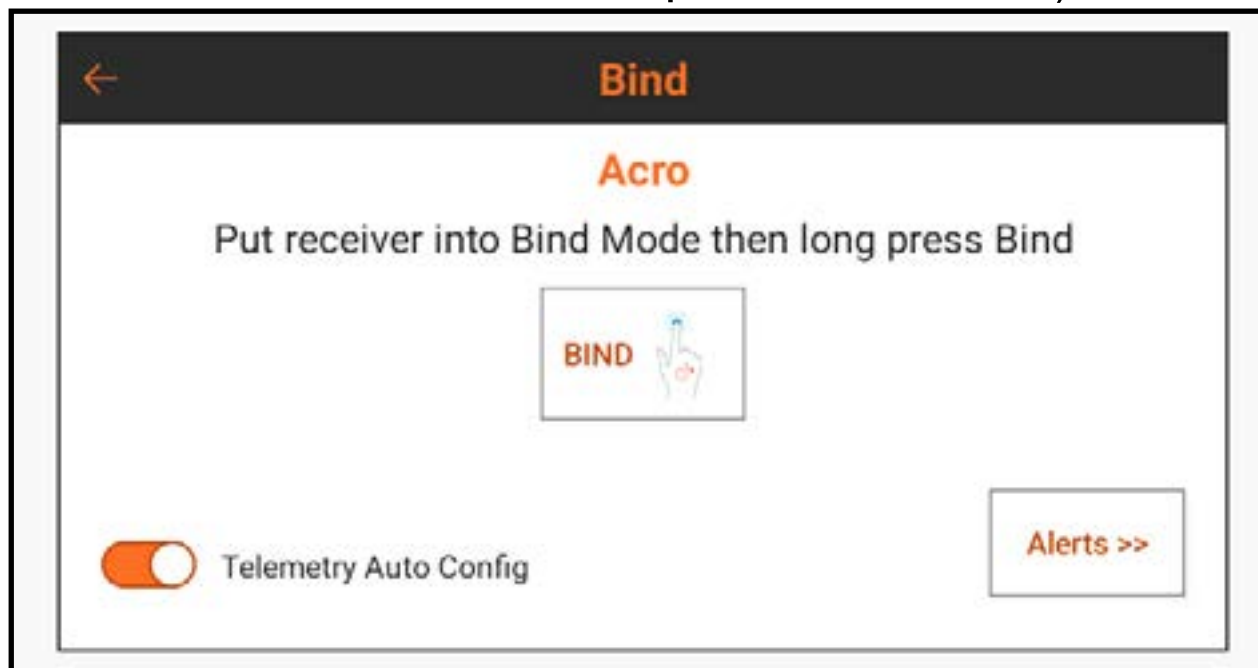 Bind
Acro
Put receiver into Bind Mode then long press Bind
BIND
Alerts >>
Telemetry Auto Config